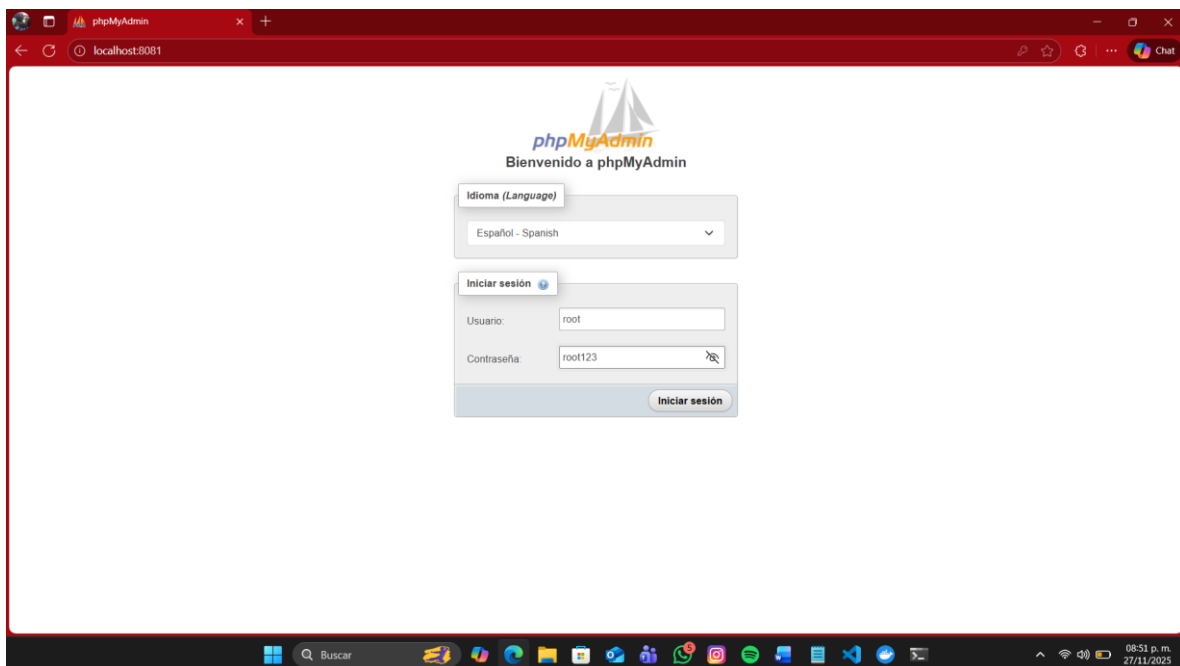 phpMyAdmin
localhost:8081
Chat
phpMyAdmin
Bienvenido a phpMyAdmin
Idioma (Language)
Español - Spanish
Iniciar sesión
Usuario:
root
Contraseña:
root123
Iniciar sesión
Buscar
5
08:51 p. m.
27/11/2025